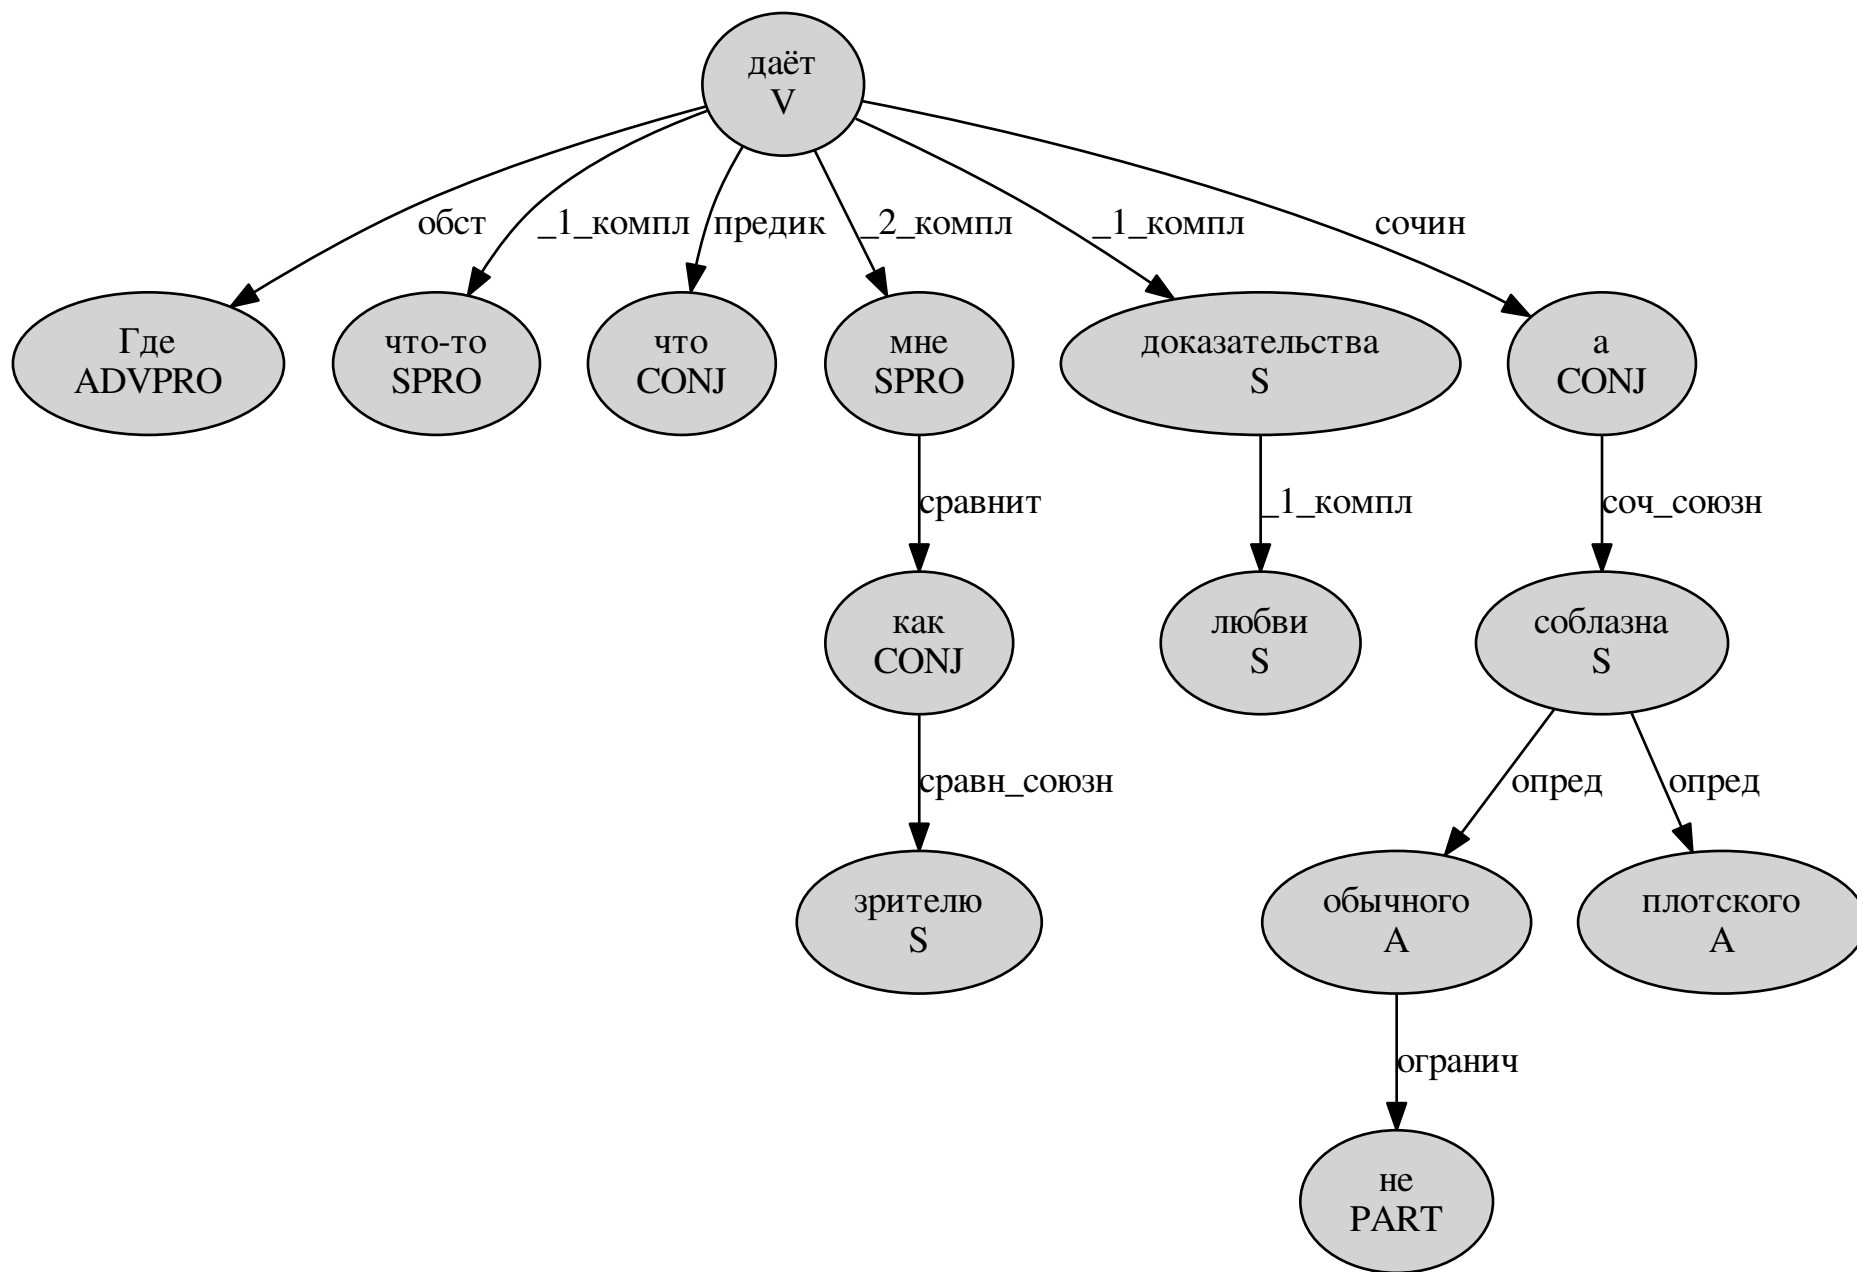 даёт
V
обст
_1_компл
предик
_2_компл
_1_компл
сочин
Где
ADVPRO
что-то
SPRO
что
CONJ
мне
SPRO
доказательства
S
а
CONJ
сравнит
_1_компл
соч_союзн
как
CONJ
любви
S
соблазна
S
сравн_союзн
опред
опред
зрителю
S
обычного
A
плотского
A
огранич
не
PART